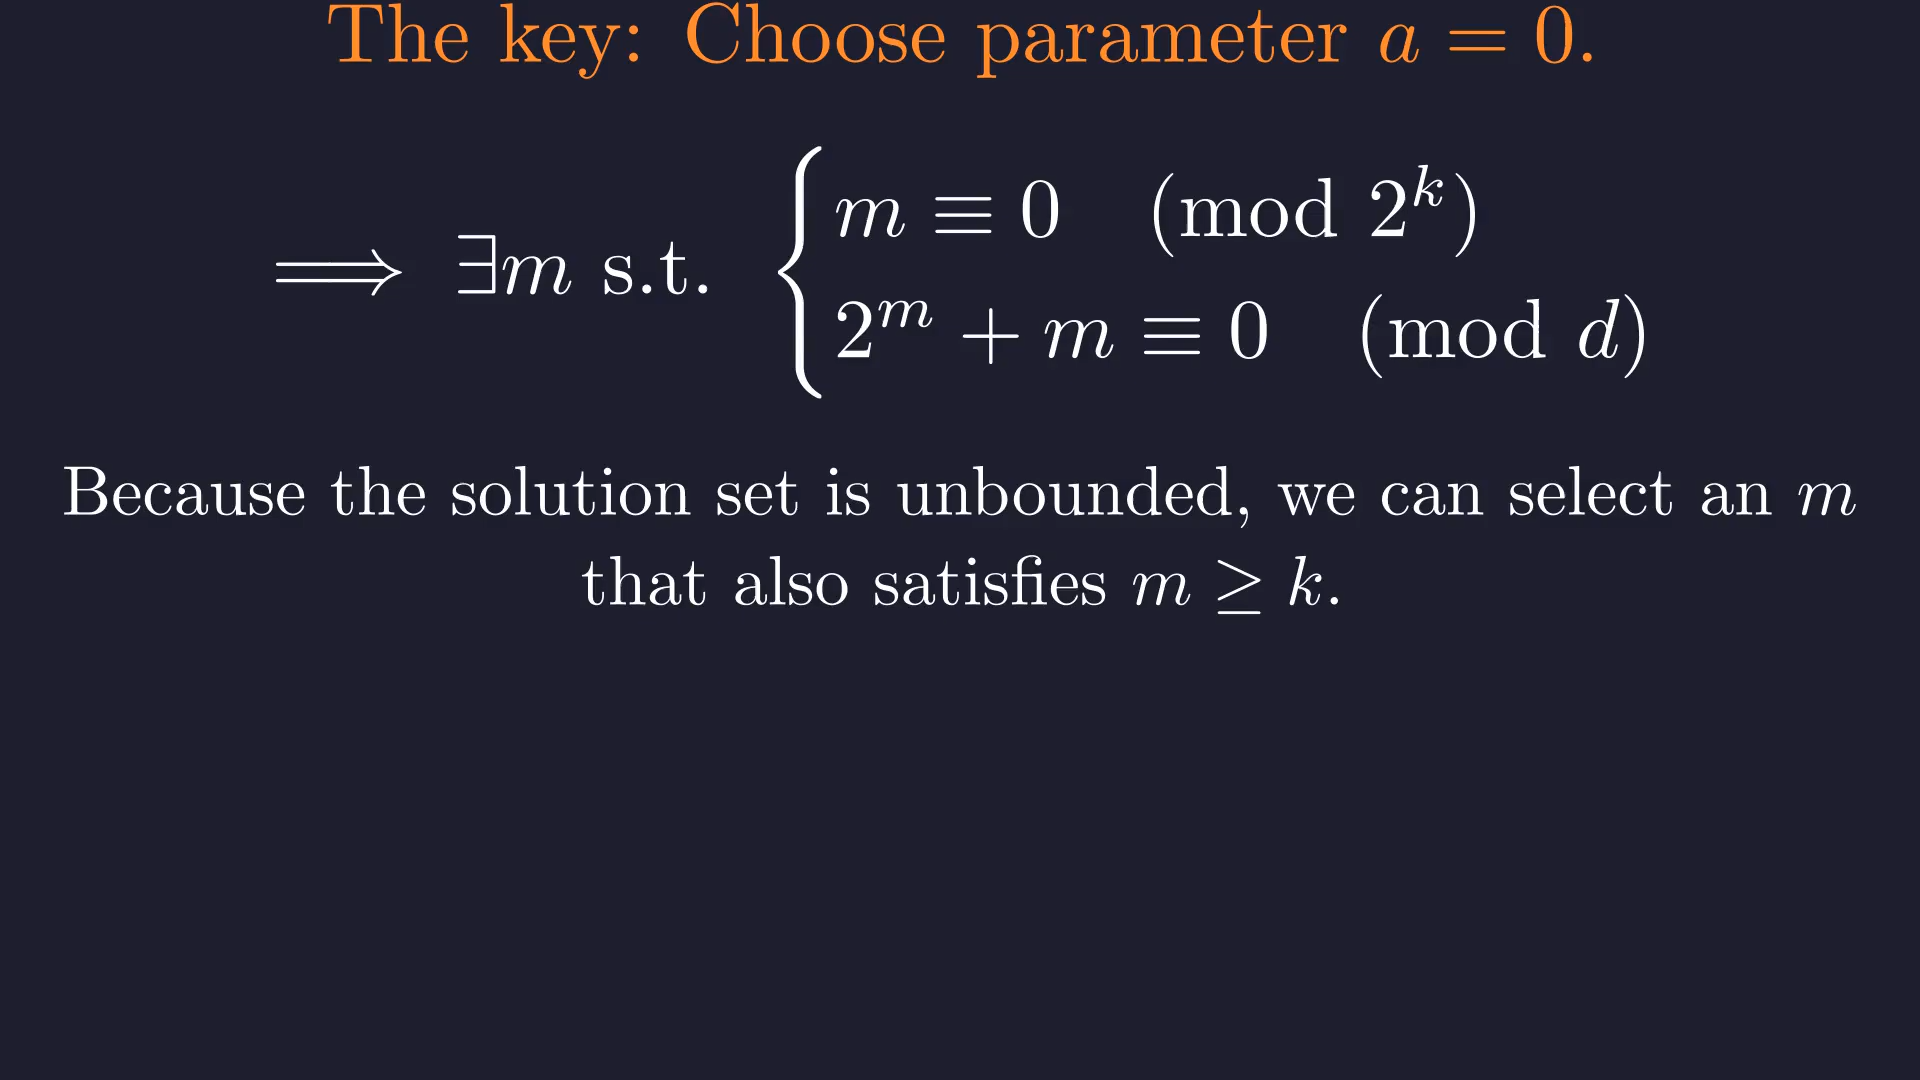 The key: Choose parameter a = 0.
⟹ ∃m s.t. { m ≡ 0 (mod 2^k)
2^m + m ≡ 0 (mod d)
Because the solution set is unbounded, we can select an m
that also satisfies m ≥ k.